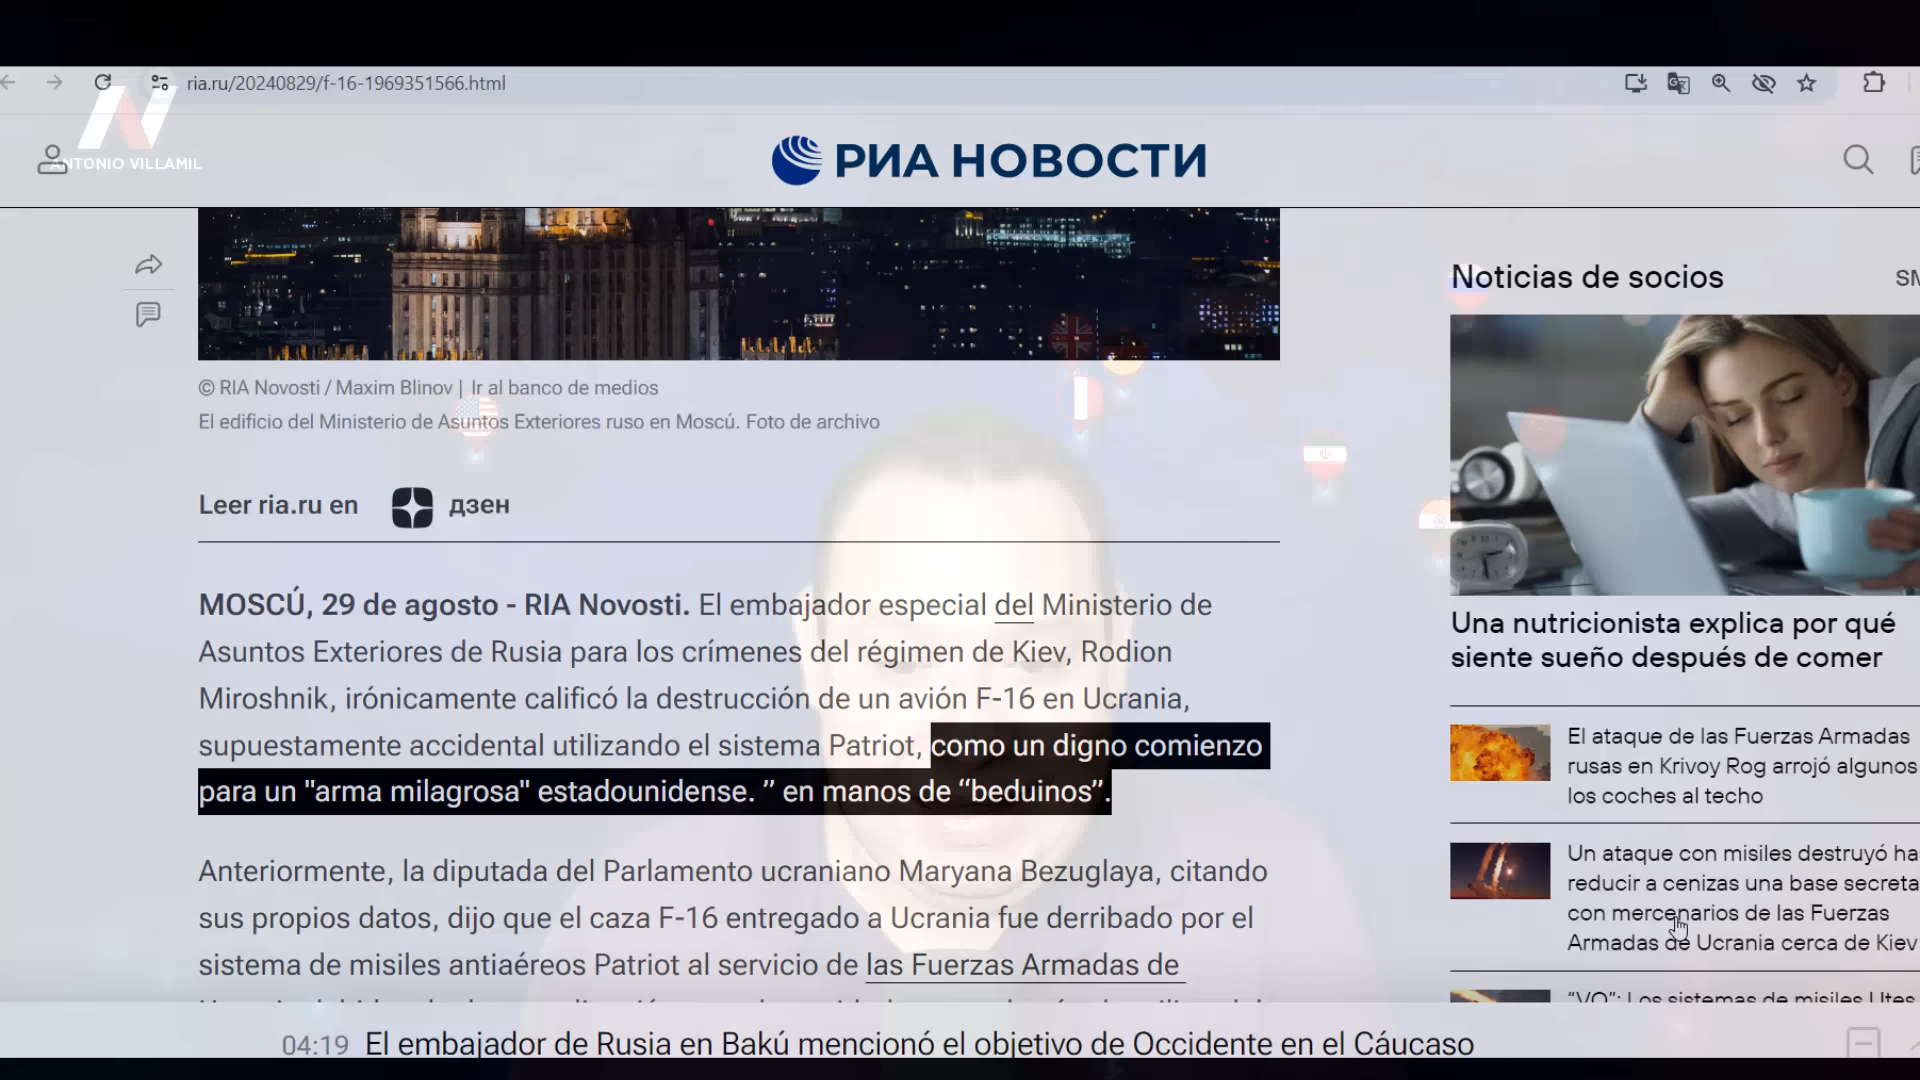 ria.ru/20240829/f-16-1969351566.html
ANTONIO VILLAMIL
РИА НОВОСТИ
© RIA Novosti / Maxim Blinov | Ir al banco de medios
El edificio del Ministerio de Asuntos Exteriores ruso en Moscú. Foto de archivo
Leer ria.ru en дзен
MOSCÚ, 29 de agosto - RIA Novosti. El embajador especial del Ministerio de
Asuntos Exteriores de Rusia para los crímenes del régimen de Kiev, Rodion
Miroshnik, irónicamente calificó la destrucción de un avión F-16 en Ucrania,
supuestamente accidental utilizando el sistema Patriot, como un digno comienzo
para un "arma milagrosa" estadounidense. ” en manos de “beduinos”.
Anteriormente, la diputada del Parlamento ucraniano Maryana Bezuglaya, citando
sus propios datos, dijo que el caza F-16 entregado a Ucrania fue derribado por el
sistema de misiles antiaéreos Patriot al servicio de las Fuerzas Armadas de
Noticias de socios
Una nutricionista explica por qué
siente sueño después de comer
El ataque de las Fuerzas Armadas
rusas en Krivoy Rog arrojó algunos
los coches al techo
Un ataque con misiles destruyó ha
reducir a cenizas una base secreta
con mercenarios de las Fuerzas
Armadas de Ucrania cerca de Kiev
“VO”: Los sistemas de misiles Utes
04:19 El embajador de Rusia en Bakú mencionó el objetivo de Occidente en el Cáucaso